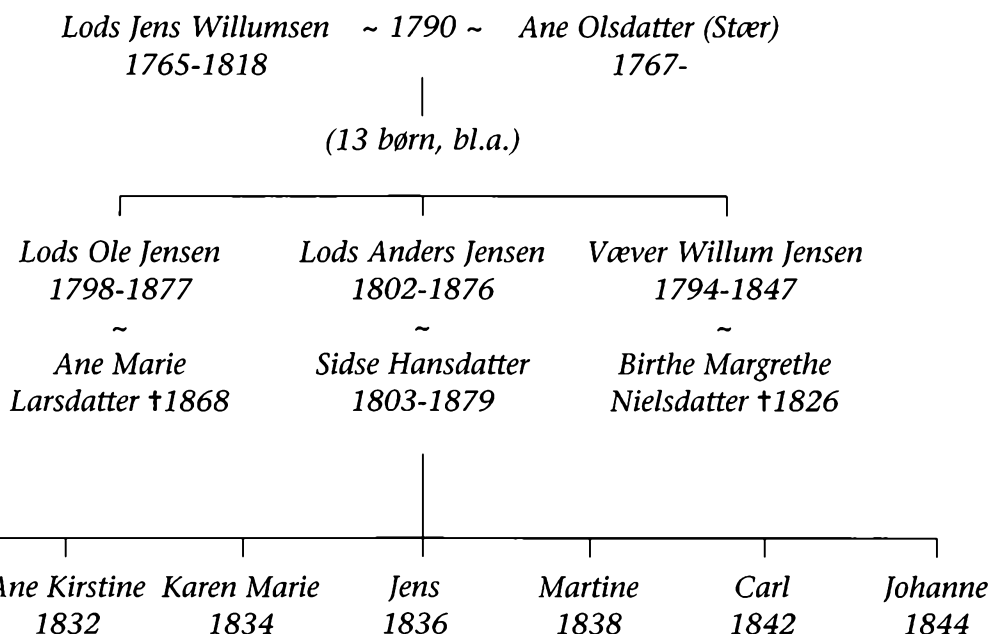 Lods Jens Willumsen ~ 1790 ~ Ane Olsdatter (Stær)
1765-1818 1767-
(13 børn, bl.a.)
Lods Ole Jensen Lods Anders Jensen Væver Willum Jensen
1798-1877 1802-1876 1794-1847
~ ~ ~
Ane Marie Sidse Hansdatter Birthe Margrethe
Larsdatter †1868 1803-1879 Nielsdatter †1826
Ane Kirstine Karen Marie Jens Martine Carl Johanne
1832 1834 1836 1838 1842 1844